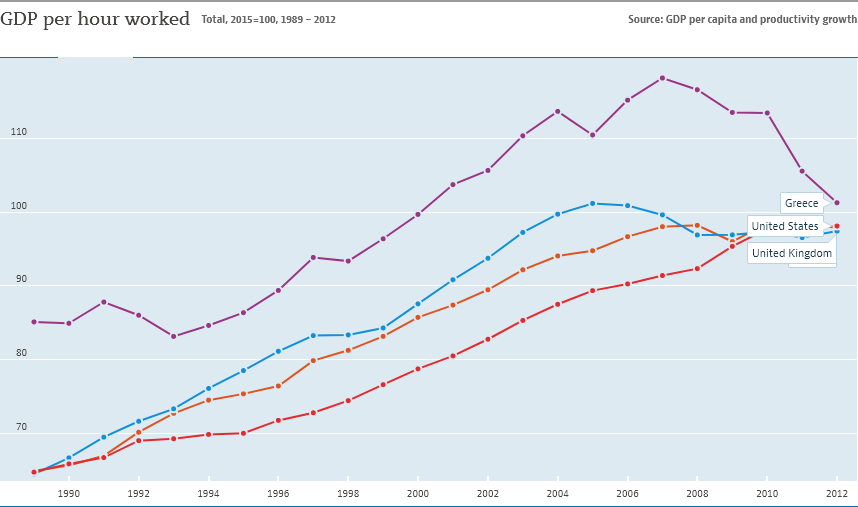 GDP per hour worked Total, 2015=100, 1989 – 2012 Source: GDP per capita and productivity growth
110
100
90
80
70
Greece
United States
United Kingdom
1990 1992 1994 1996 1998 2000 2002 2004 2006 2008 2010 2012